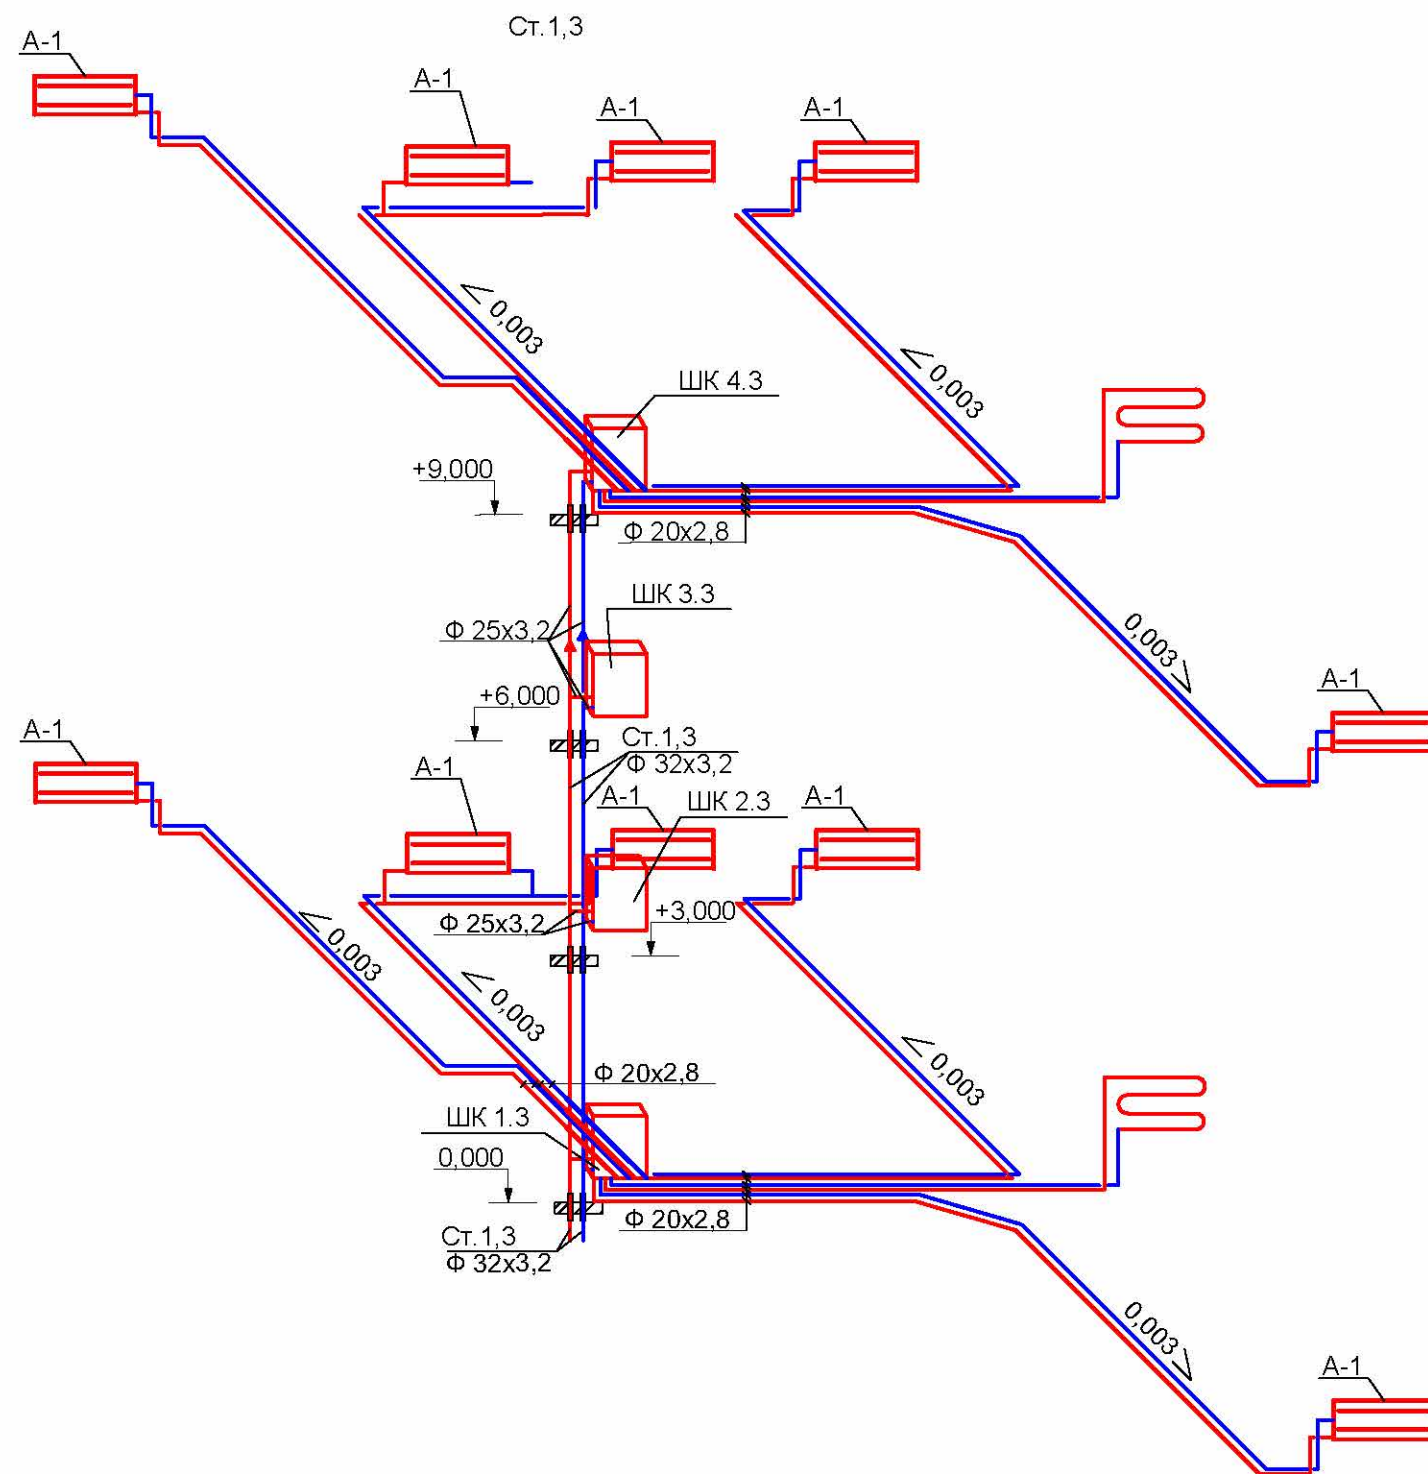 Ст.1,3
А-1
А-1
А-1
А-1
0,003
0,003
ШК 4.3
+9,000
Ф 20х2,8
ШК 3.3
Ф 25х3,2
0,003
+6,000
А-1
Ст.1,3
Ф 32х3,2
А-1
А-1
А-1
ШК 2.3
А-1
Ф 25х3,2
+3,000
0,003
0,003
0,003
Ф 20х2,8
ШК 1.3
0,000
Ф 20х2,8
Ст.1,3
Ф 32х3,2
0,003
А-1